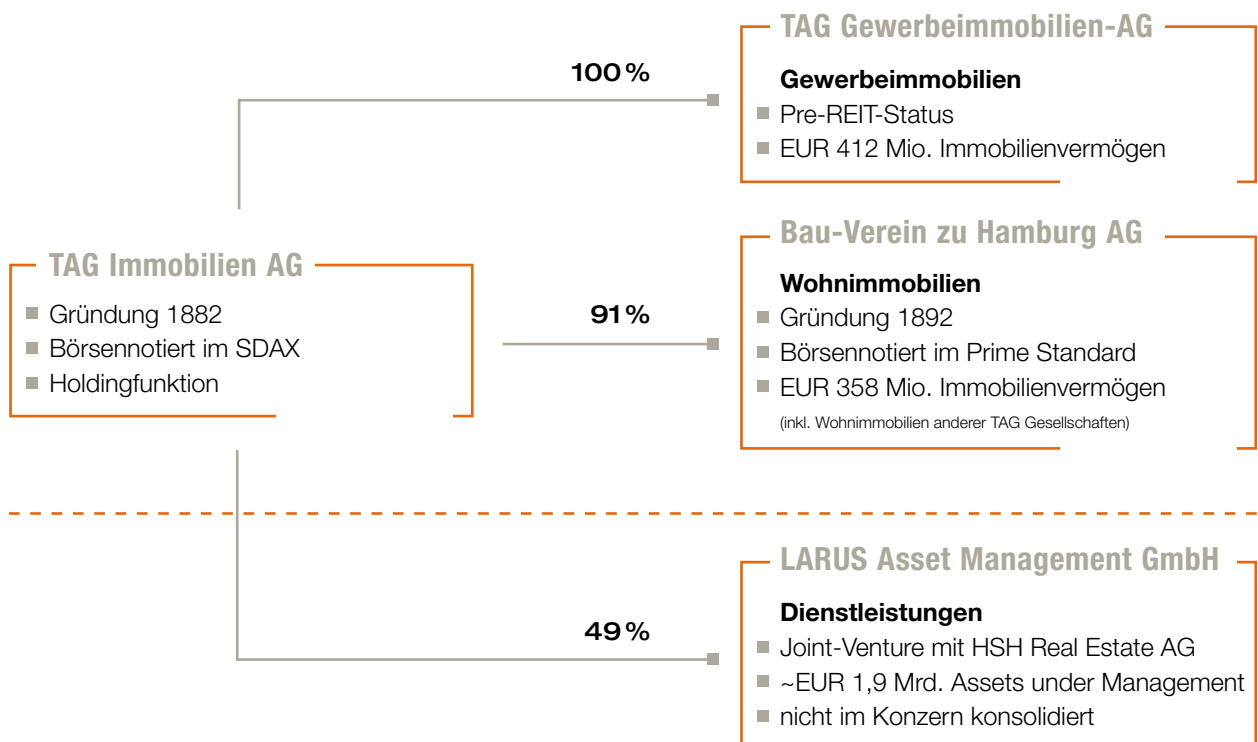 TAG Gewerbeimmobilien-AG
100 %
Gewerbeimmobilien
Pre-REIT-Status
EUR 412 Mio. Immobilienvermögen
Bau-Verein zu Hamburg AG
TAG Immobilien AG
Gründung 1882
Börsennotiert im SDAX
Holdingfunktion
91 %
Wohnimmobilien
Gründung 1892
Börsennotiert im Prime Standard
EUR 358 Mio. Immobilienvermögen
(inkl. Wohnimmobilien anderer TAG Gesellschaften)
LARUS Asset Management GmbH
49 %
Dienstleistungen
Joint-Venture mit HSH Real Estate AG
~EUR 1,9 Mrd. Assets under Management
nicht im Konzern konsolidiert